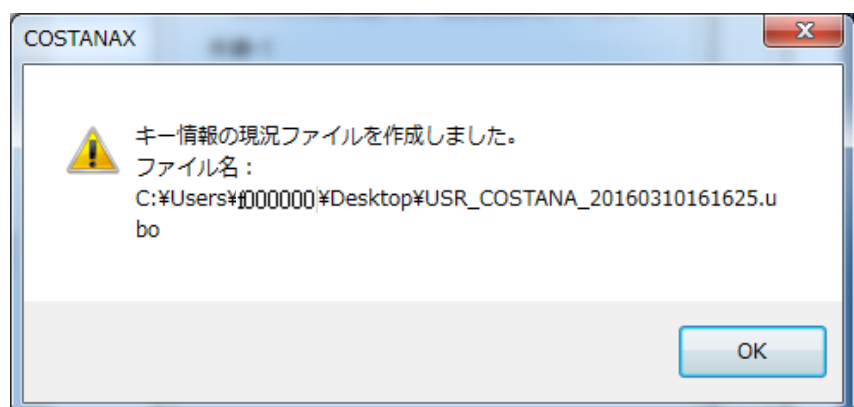 COSTANAX
キー情報の現況ファイルを作成しました。
ファイル名：
C:¥Users¥f000000¥Desktop¥USR_COSTANA_20160310161625.u
bo
OK